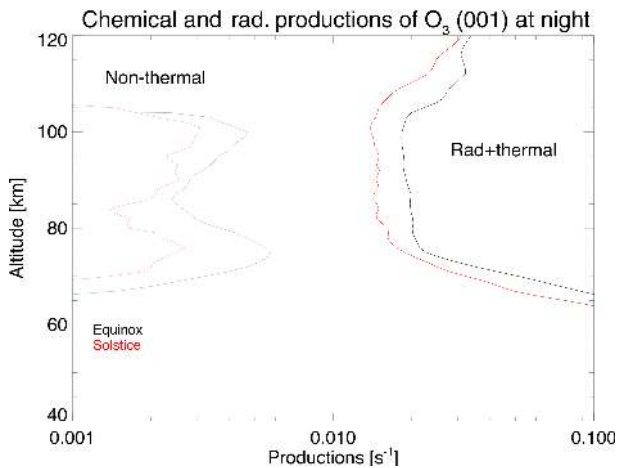 Chemical and rad. productions of O₃ (001) at night
120
Non-thermal
100
Rad+thermal
Altitude [km]
80
60
Equinox
Solstice
40
0.001
0.010
0.100
Productions [s⁻¹]